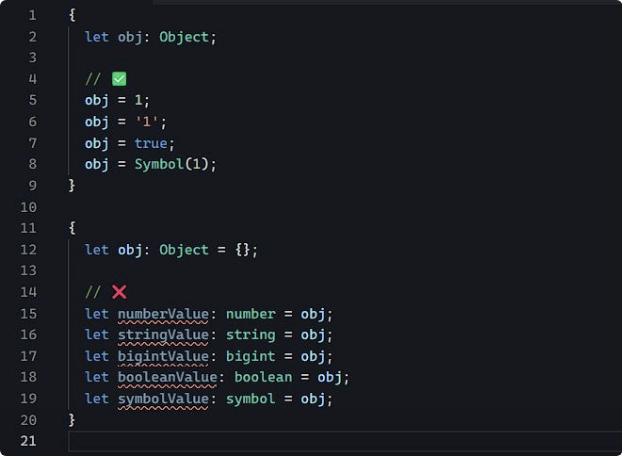 1 {
2 let obj: Object;
3
4 // ✅
5 obj = 1;
6 obj = '1';
7 obj = true;
8 obj = Symbol(1);
9 }
10
11 {
12 let obj: Object = {};
13
14 // ❌
15 let numberValue: number = obj;
16 let stringValue: string = obj;
17 let bigintValue: bigint = obj;
18 let booleanValue: boolean = obj;
19 let symbolValue: symbol = obj;
20 }
21